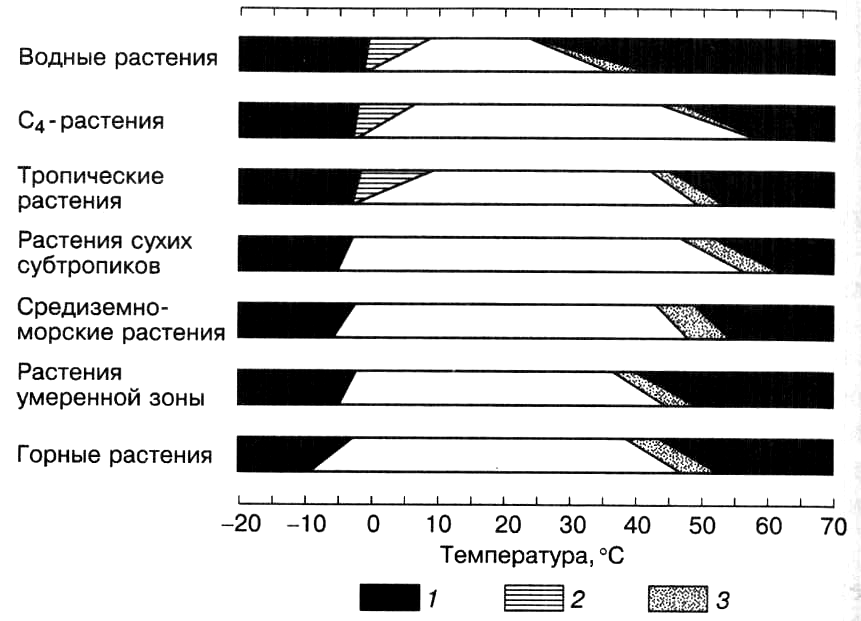 Водные растения
C₄-растения
Тропические
растения
Растения сухих
субтропиков
Средиземно-
морские растения
Растения
умеренной зоны
Горные растения
−20 −10 0 10 20 30 40 50 60 70
Температура, °C
1 2 3